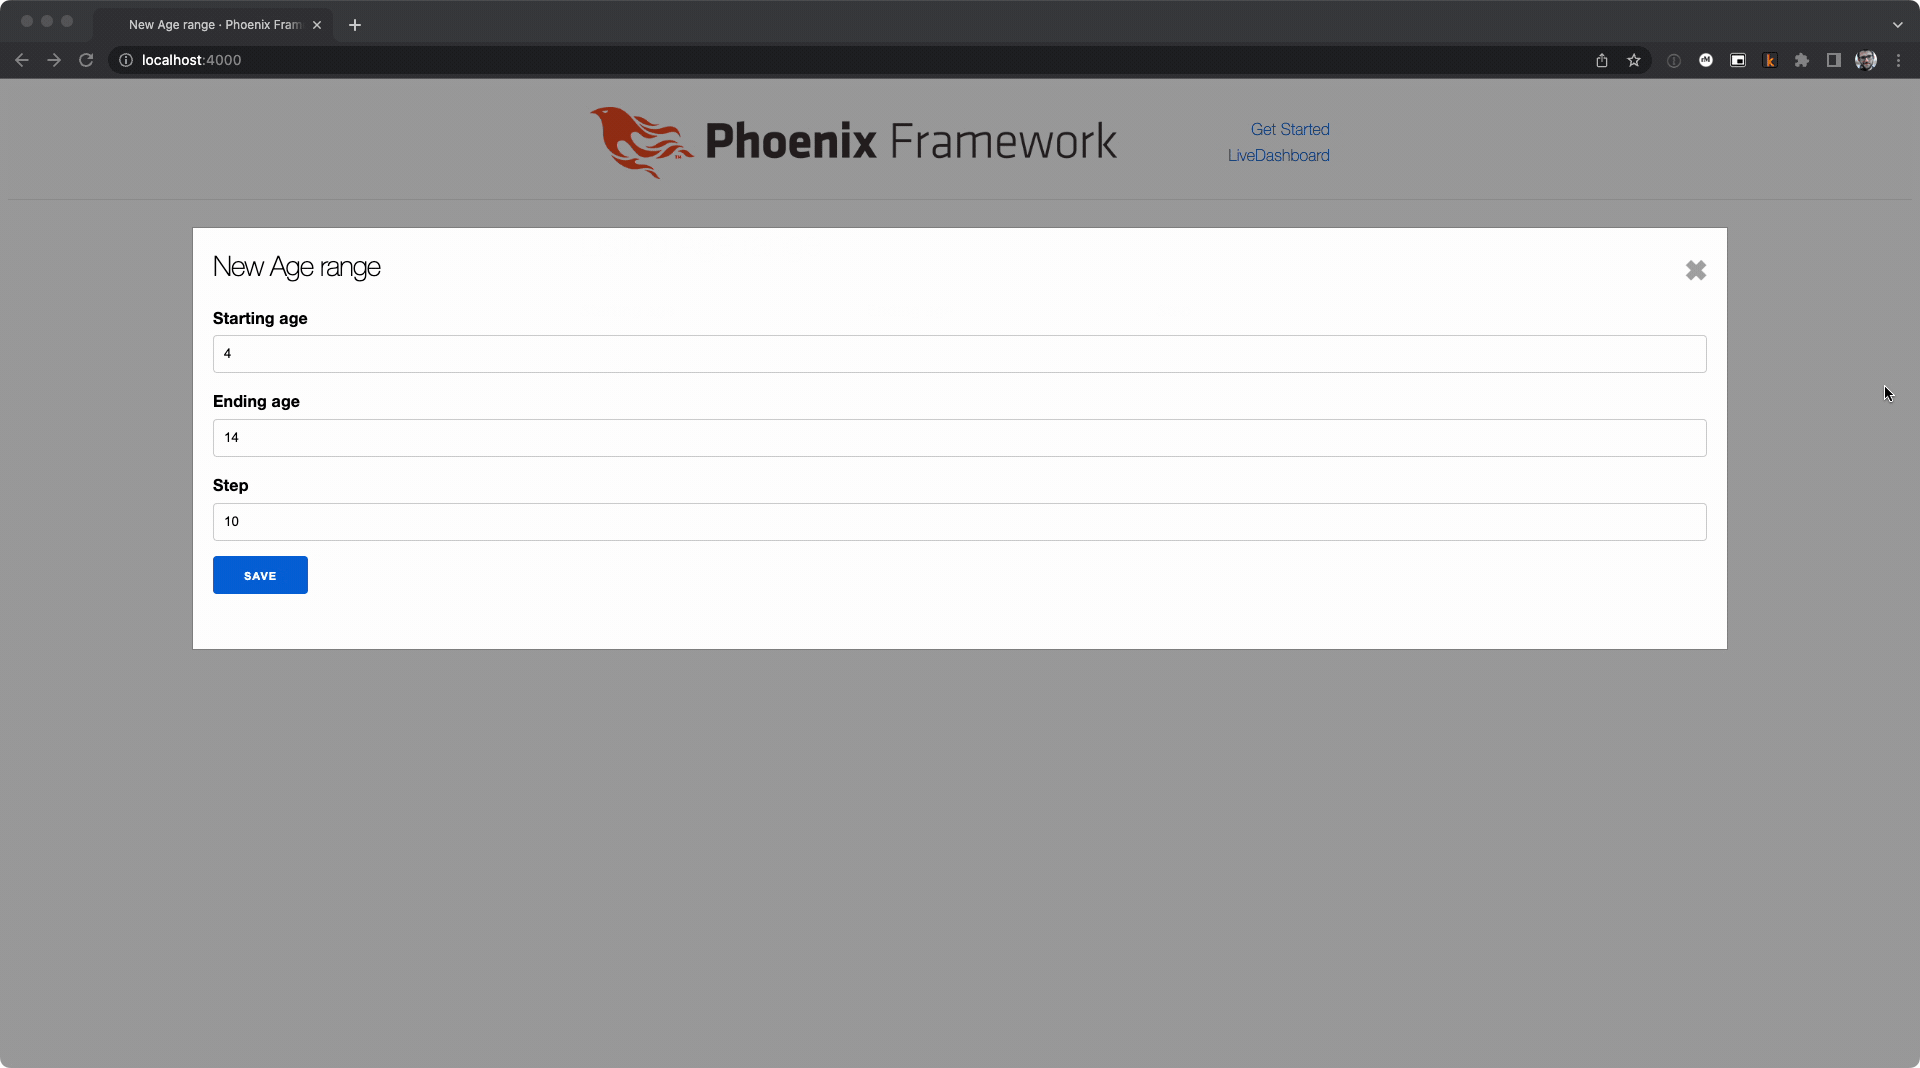 New Age range · Phoenix Fram
localhost:4000
Phoenix Framework
Get Started
LiveDashboard
New Age range
Starting age
4
Ending age
14
Step
10
SAVE